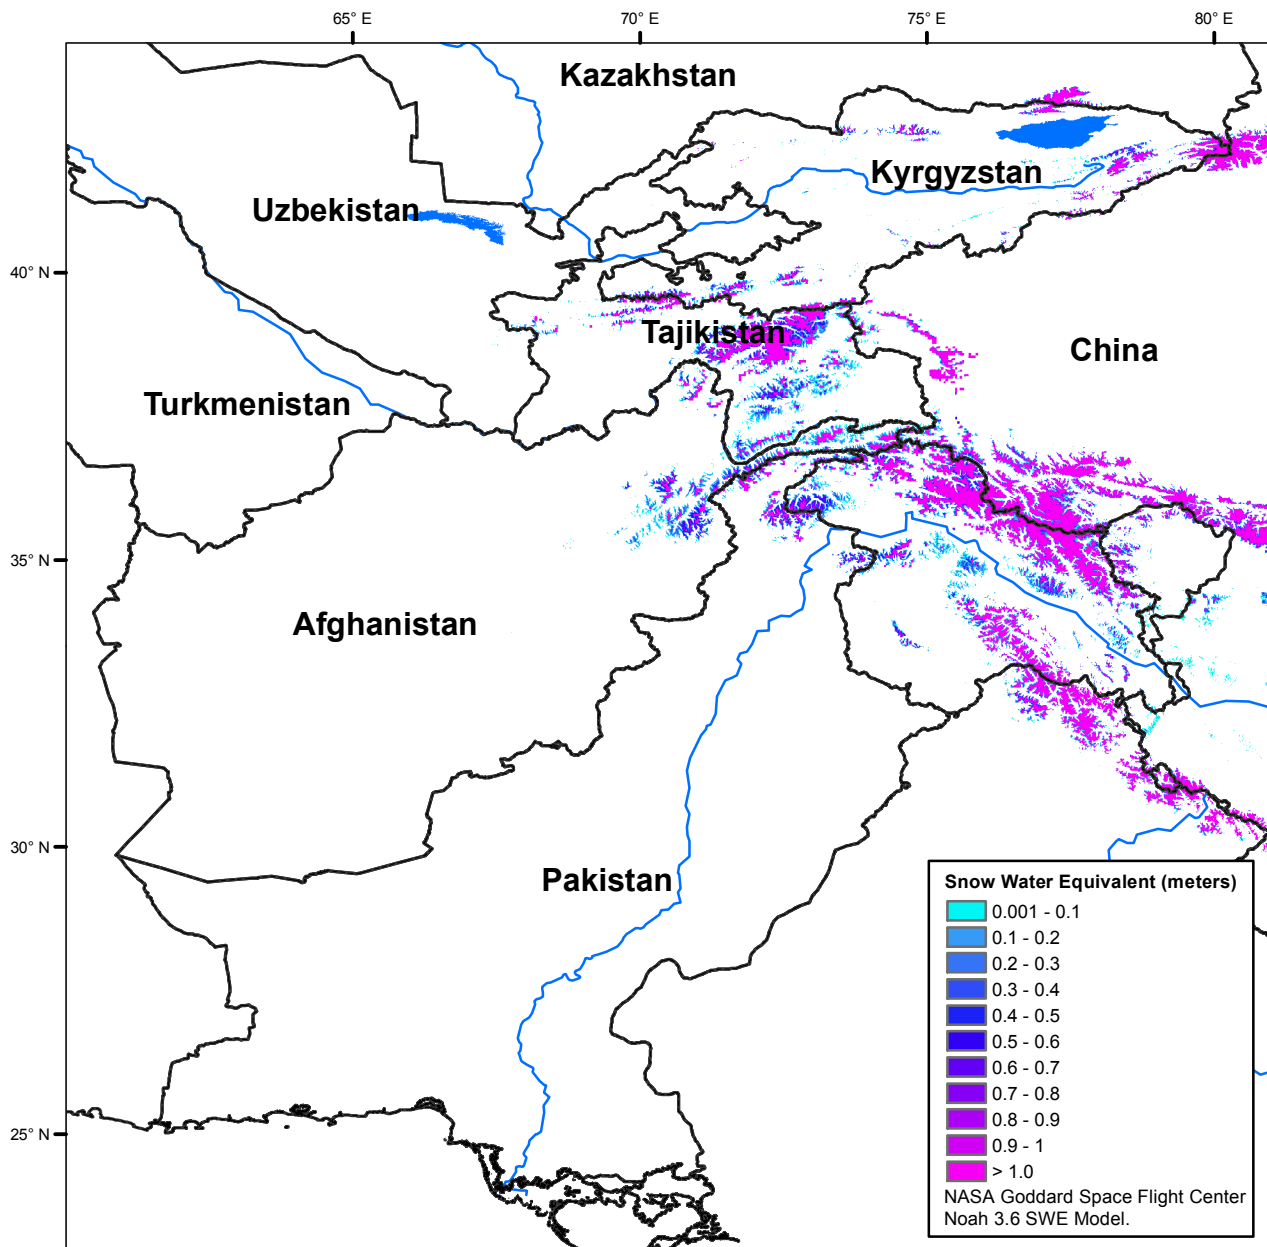 65° E
70° E
75° E
80° E
Kazakhstan
Kyrgyzstan
Uzbekistan
40° N
Tajikistan
China
Turkmenistan
35° N
Afghanistan
30° N
Pakistan
25° N
Snow Water Equivalent (meters)
0.001 - 0.1
0.1 - 0.2
0.2 - 0.3
0.3 - 0.4
0.4 - 0.5
0.5 - 0.6
0.6 - 0.7
0.7 - 0.8
0.8 - 0.9
0.9 - 1
> 1.0
NASA Goddard Space Flight Center
Noah 3.6 SWE Model.